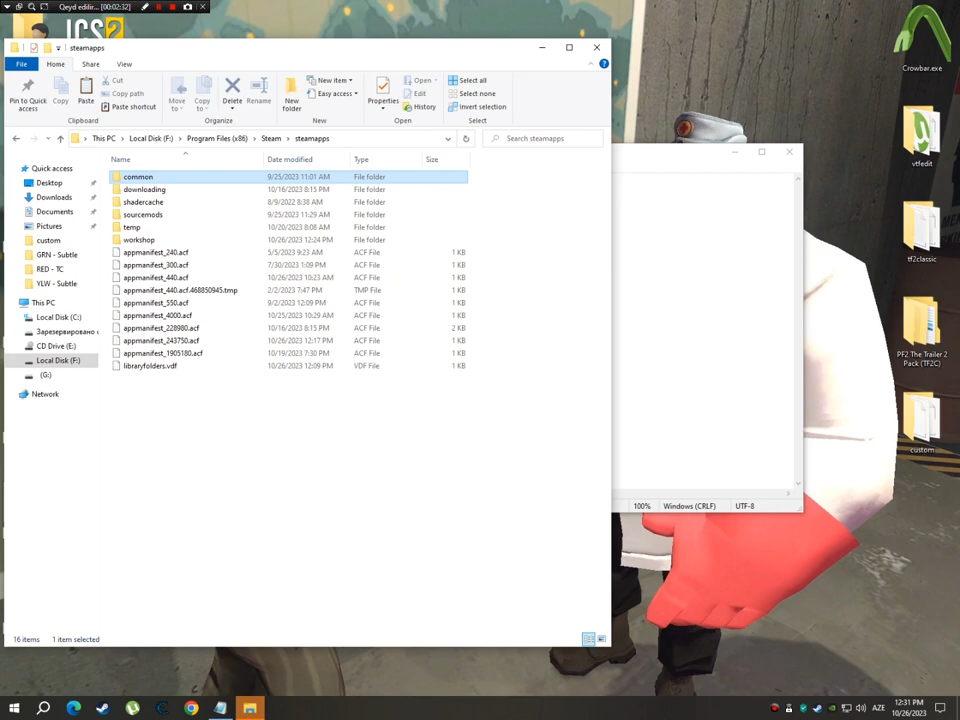 Qeyd edilir... [00:02:32]
JCS2
steamapps
File
Home
Share
View
Pin to Quick access
Copy
Paste
Cut
Copy path
Paste shortcut
Clipboard
Move to
Copy to
Delete
Rename
Organize
New folder
New item
Easy access
New
Properties
Open
Edit
History
Open
Select all
Select none
Invert selection
Select
This PC > Local Disk (F:) > Program Files (x86) > Steam > steamapps
Search steamapps
Quick access
Desktop
Downloads
Documents
Pictures
custom
GRN - Subtle
RED - TC
YLW - Subtle
This PC
Local Disk (C:)
Зарезервировано
CD Drive (E:)
Local Disk (F:)
(G:)
Network
Name Date modified Type Size
common 9/25/2023 11:01 AM File folder
downloading 10/16/2023 8:15 PM File folder
shadercache 8/9/2022 8:38 AM File folder
sourcemods 9/25/2023 11:29 AM File folder
temp 10/20/2023 8:08 AM File folder
workshop 10/26/2023 12:24 PM File folder
appmanifest_240.acf 5/5/2023 9:23 AM ACF File 1 KB
appmanifest_300.acf 7/30/2023 1:09 PM ACF File 1 KB
appmanifest_440.acf 10/26/2023 10:23 AM ACF File 1 KB
appmanifest_440.acf.468850945.tmp 2/2/2023 7:47 PM TMP File 1 KB
appmanifest_550.acf 9/2/2023 12:09 PM ACF File 1 KB
appmanifest_4000.acf 10/25/2023 10:29 AM ACF File 1 KB
appmanifest_228980.acf 10/16/2023 8:15 PM ACF File 2 KB
appmanifest_243750.acf 10/26/2023 12:17 PM ACF File 1 KB
appmanifest_1905180.acf 10/19/2023 7:30 PM ACF File 1 KB
libraryfolders.vdf 10/26/2023 12:09 PM VDF File 1 KB
16 items 1 item selected
100% Windows (CRLF) UTF-8
Crowbar.exe
vtfedit
tf2classic
PF2 The Trailer 2
Pack (TF2C)
custom
AZE
12:31 PM
10/26/2023